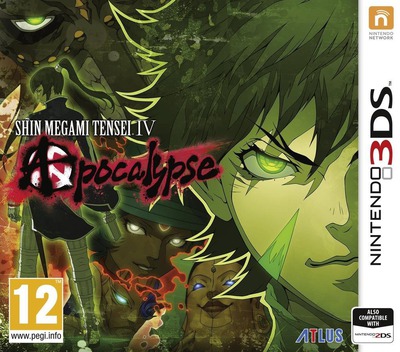 NINTENDO
NETWORK
SHIN MEGAMI TENSEI IV
Apocalypse
NINTENDO 3DS
12
www.pegi.info
ATLUS
ALSO
COMPATIBLE
WITH
NINTENDO 2DS